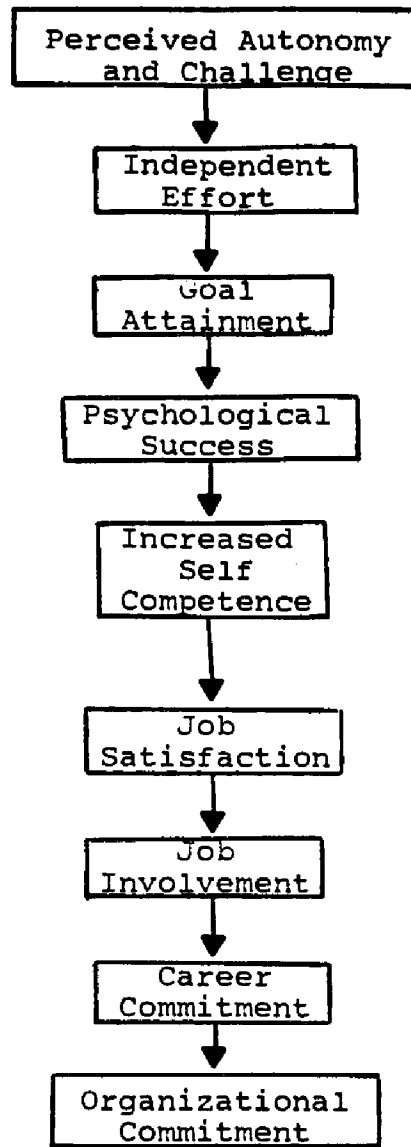 Perceived Autonomy
and Challenge
Independent
Effort
Goal
Attainment
Psychological
Success
Increased
Self
Competence
Job
Satisfaction
Job
Involvement
Career
Commitment
Organizational
Commitment